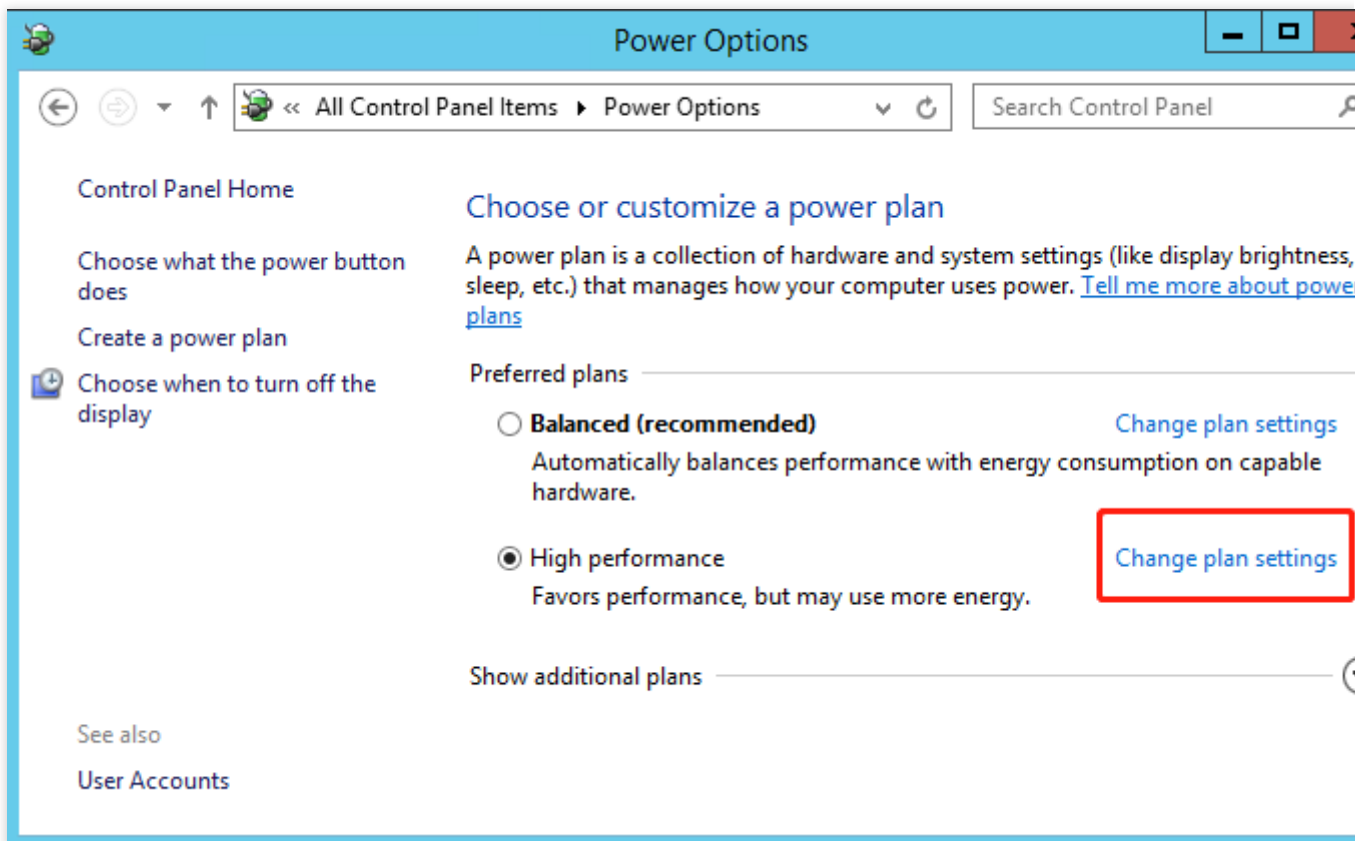 Power Options
« All Control Panel Items ▸ Power Options
Search Control Panel
Control Panel Home
Choose what the power button
does
Create a power plan
Choose when to turn off the
display
See also
User Accounts
Choose or customize a power plan
A power plan is a collection of hardware and system settings (like display brightness,
sleep, etc.) that manages how your computer uses power. Tell me more about power
plans
Preferred plans
Balanced (recommended)
Change plan settings
Automatically balances performance with energy consumption on capable
hardware.
High performance
Change plan settings
Favors performance, but may use more energy.
Show additional plans